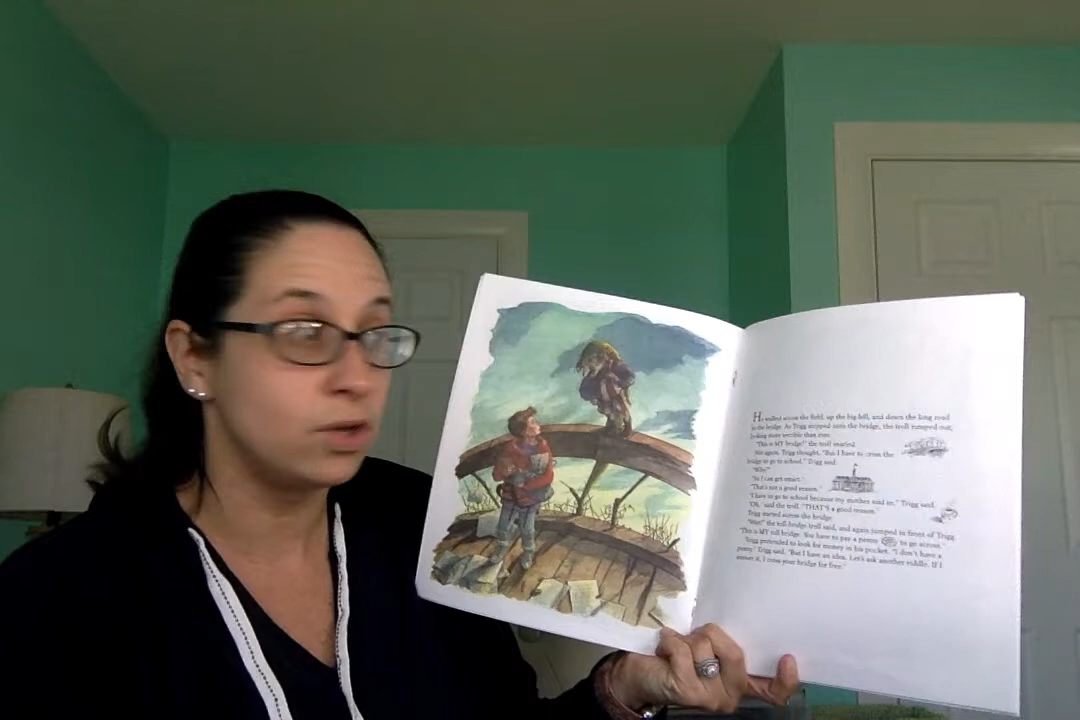 He walked across the field, up the big hill, and down the long road
to the bridge. As Trigg stepped onto the bridge, the troll jumped out,
looking more terrible than ever.
"This is MY bridge!" the troll snarled.
Not again, Trigg thought. "But I have to cross the
bridge to go to school," Trigg said.
"Why?"
"So I can get smart."
"That's not a good reason."
"I have to go to school because my mother said to," Trigg said.
"Oh," said the troll. "THAT'S a good reason."
Trigg started across the bridge.
"Wait!" the toll-bridge troll said, and again jumped in front of Trigg.
"This is MY toll bridge. You have to pay a penny to go across."
Trigg pretended to look for money in his pocket. "I don't have a
penny," Trigg said. "But I have an idea. Let's ask another riddle. If I
answer it, I cross your bridge for free."